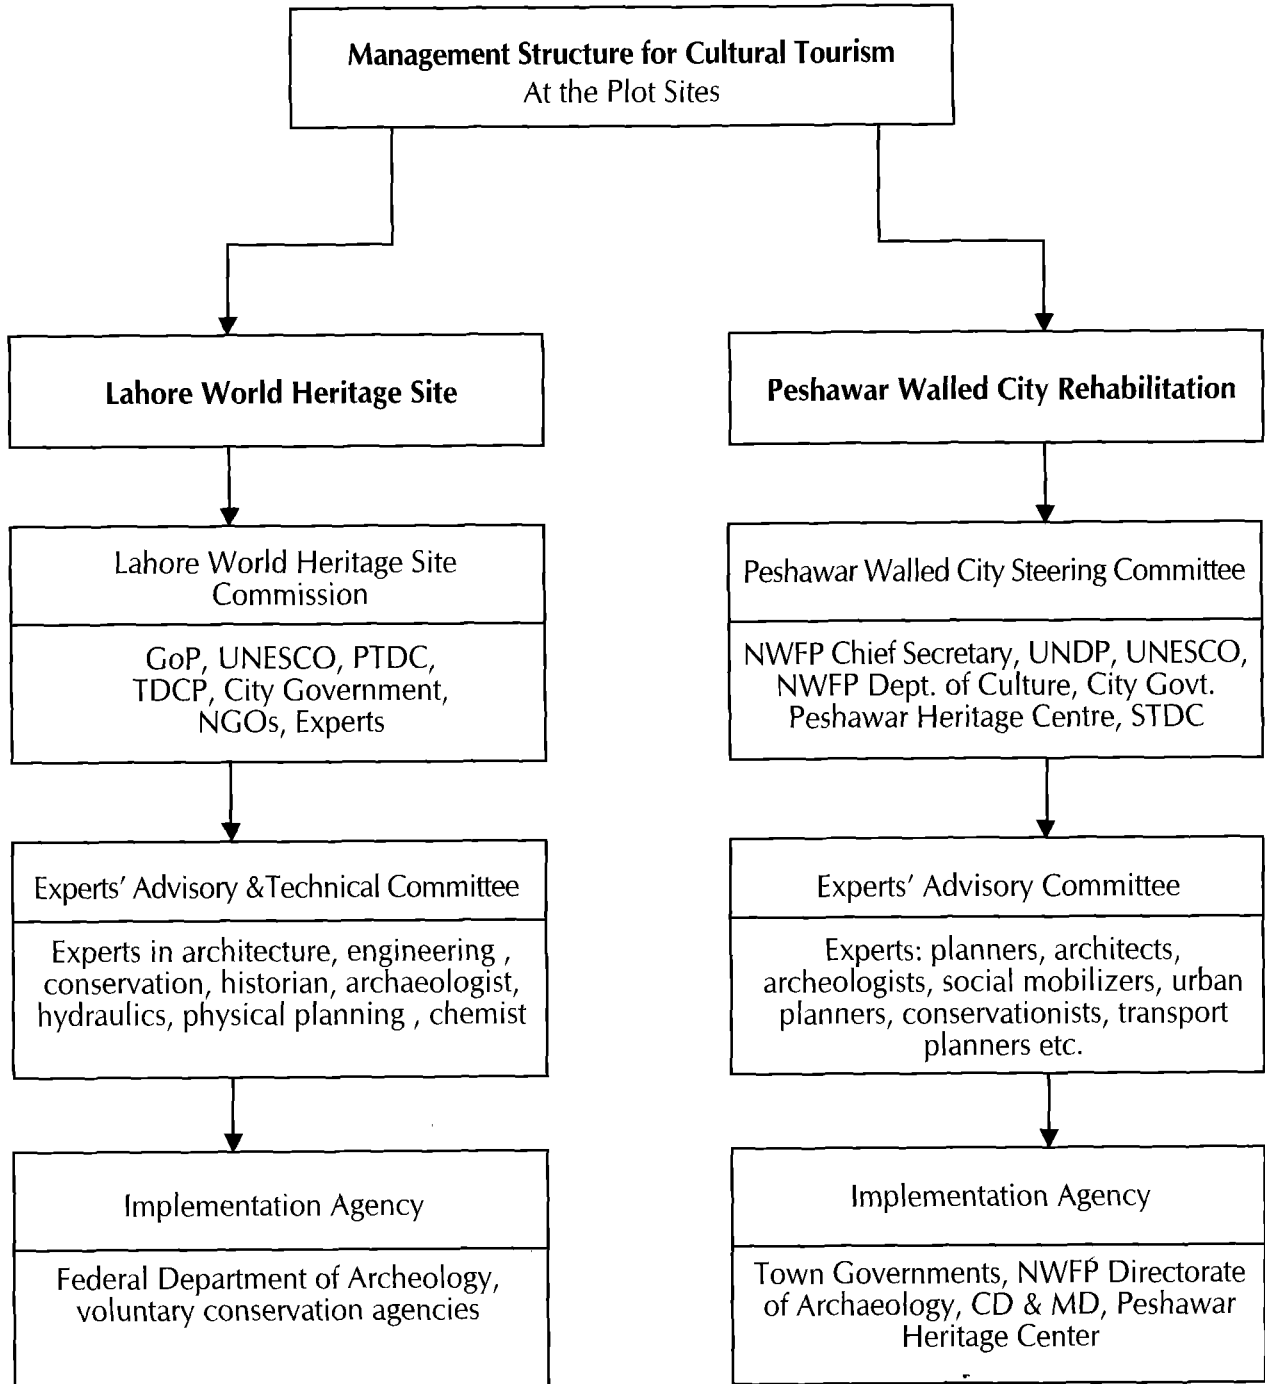 Management Structure for Cultural Tourism
At the Plot Sites
Lahore World Heritage Site
Lahore World Heritage Site
Commission
GoP, UNESCO, PTDC,
TDCP, City Government,
NGOs, Experts
Experts' Advisory &Technical Committee
Experts in architecture, engineering ,
conservation, historian, archaeologist,
hydraulics, physical planning , chemist
Implementation Agency
Federal Department of Archeology,
voluntary conservation agencies
Peshawar Walled City Rehabilitation
Peshawar Walled City Steering Committee
NWFP Chief Secretary, UNDP, UNESCO,
NWFP Dept. of Culture, City Govt.
Peshawar Heritage Centre, STDC
Experts' Advisory Committee
Experts: planners, architects,
archeologists, social mobilizers, urban
planners, conservationists, transport
planners etc.
Implementation Agency
Town Governments, NWFP Directorate
of Archaeology, CD & MD, Peshawar
Heritage Center